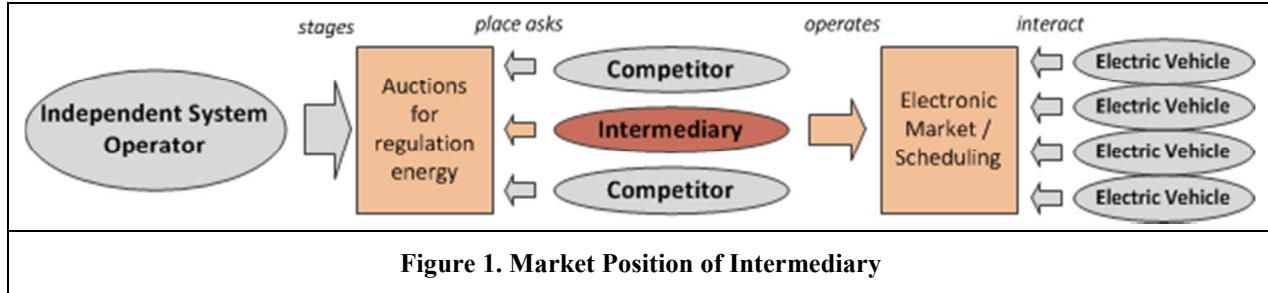 stages
place asks
operates
interact
Independent System
Operator
Auctions
for
regulation
energy
Competitor
Intermediary
Competitor
Electronic
Market /
Scheduling
Electric Vehicle
Electric Vehicle
Electric Vehicle
Electric Vehicle
Figure 1. Market Position of Intermediary